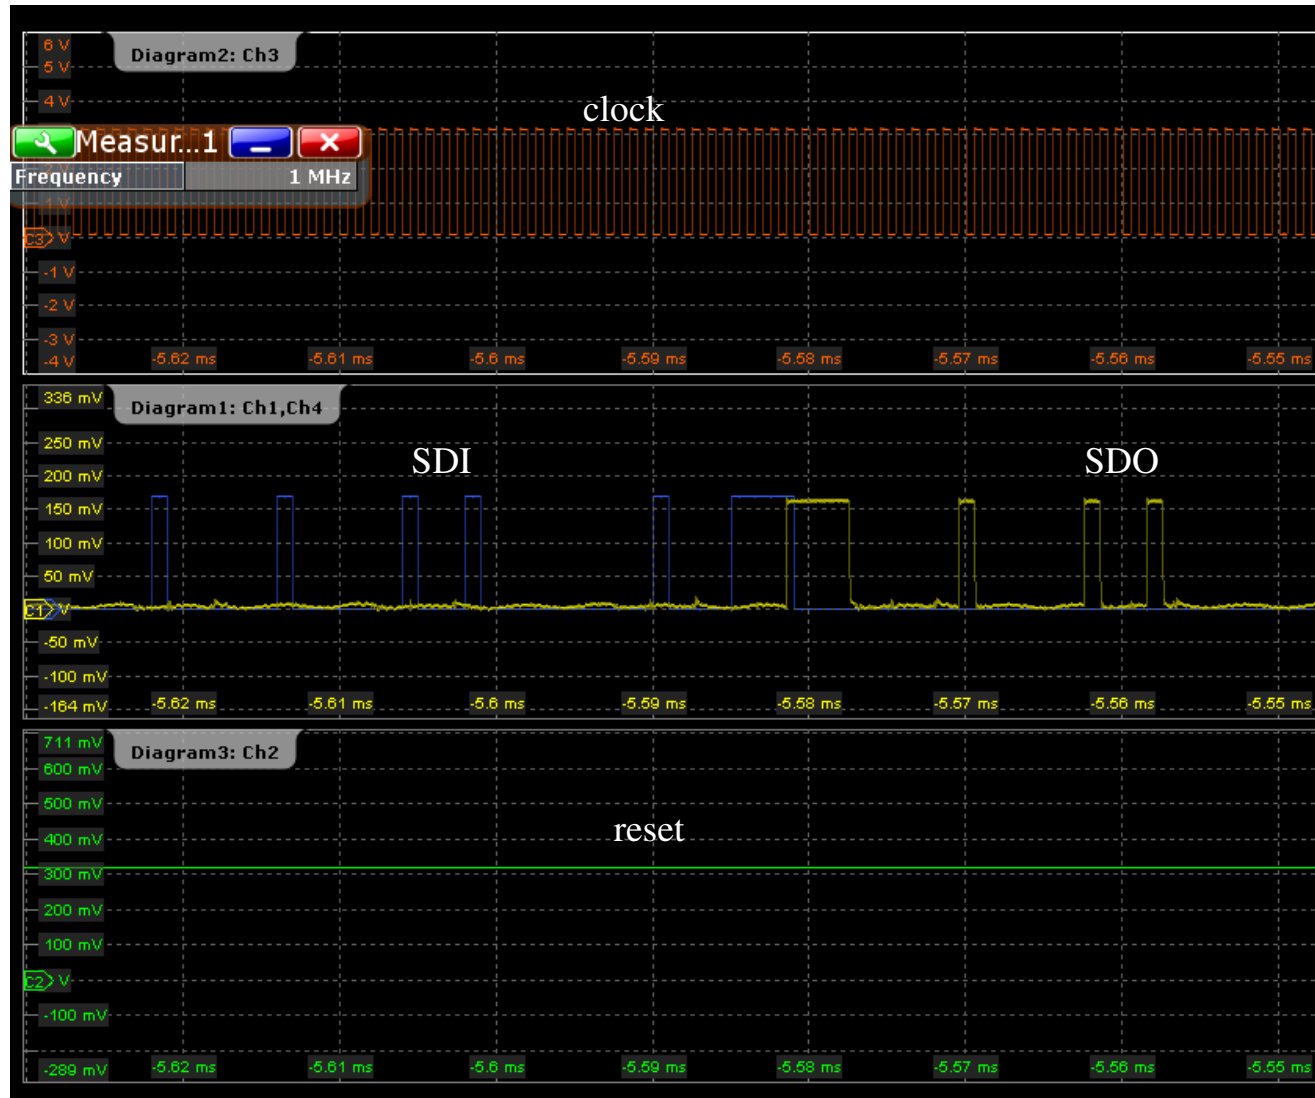 6 V
Diagram2: Ch3
5 V
4 V
clock
Measur...1
Frequency 1 MHz
1 V
C3 V
-1 V
-2 V
-3 V
-4 V
-5.62 ms -5.61 ms -5.6 ms -5.59 ms -5.58 ms -5.57 ms -5.56 ms -5.55 ms
336 mV
Diagram1: Ch1,Ch4
250 mV
SDI SDO
200 mV
150 mV
100 mV
50 mV
C1 V
-50 mV
-100 mV
-164 mV
-5.62 ms -5.61 ms -5.6 ms -5.59 ms -5.58 ms -5.57 ms -5.56 ms -5.55 ms
711 mV
Diagram3: Ch2
600 mV
500 mV
400 mV
reset
300 mV
200 mV
100 mV
C2 V
-100 mV
-289 mV
-5.62 ms -5.61 ms -5.6 ms -5.59 ms -5.58 ms -5.57 ms -5.56 ms -5.55 ms